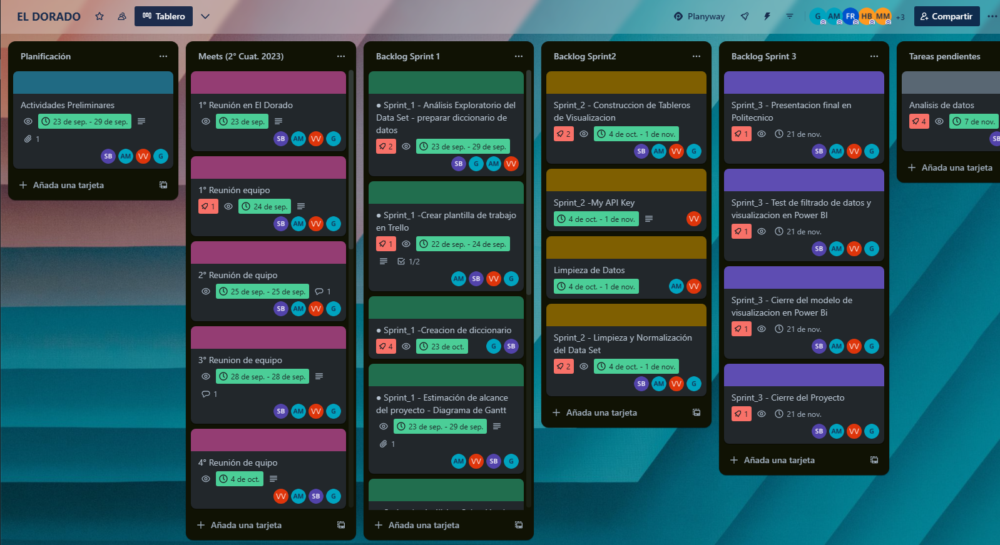 EL DORADO
Tablero
Planyway
G AM FR HB MM +3
Compartir
Planificación
Actividades Preliminares
23 de sep. - 29 de sep.
1
SB AM VV G
Añada una tarjeta
Meets (2° Cuat. 2023)
1° Reunión en El Dorado
23 de sep.
SB AM VV G
1° Reunión equipo
1 24 de sep.
SB AM VV G
2° Reunión de quipo
25 de sep. - 25 de sep. 1
SB AM VV G
3° Reunion de equipo
28 de sep. - 28 de sep.
1
SB AM VV G
4° Reunión de quipo
4 de oct.
VV AM SB G
Añada una tarjeta
Backlog Sprint 1
● Sprint_1 - Análisis Exploratorio del
Data Set - preparar diccionario de
datos
2 23 de sep. - 29 de sep.
SB G AM VV
● Sprint_1 -Crear plantilla de trabajo
en Trello
1 22 de sep. - 24 de sep.
1/2
AM SB VV G
● Sprint_1 -Creacion de diccionario
4 23 de oct. G SB
● Sprint_1 - Estimación de alcance
del proyecto - Diagrama de Gantt
23 de sep. - 29 de sep.
1
AM VV SB G
Añada una tarjeta
Backlog Sprint2
Sprint_2 - Construccion de Tableros
de Visualizacion
2 4 de oct. - 1 de nov.
SB AM VV G
Sprint_2 -My API Key
4 de oct. - 1 de nov. VV
Limpieza de Datos
4 de oct. - 1 de nov. AM VV
Sprint_2 - Limpieza y Normalización
del Data Set
2 4 de oct. - 1 de nov.
SB AM VV G
Añada una tarjeta
Backlog Sprint 3
Sprint_3 - Presentacion final en
Politecnico
1 21 de nov.
SB AM VV G
Sprint_3 - Test de filtrado de datos y
visualizacion en Power BI
1 21 de nov.
SB AM VV G
Sprint_3 - Cierre del modelo de
visualizacion en Power Bi
1 21 de nov.
SB AM VV G
Sprint_3 - Cierre del Proyecto
1 21 de nov.
SB AM VV G
Añada una tarjeta
Tareas pendientes
Analisis de datos
4 7 de nov.
SB
Añada una tarjeta